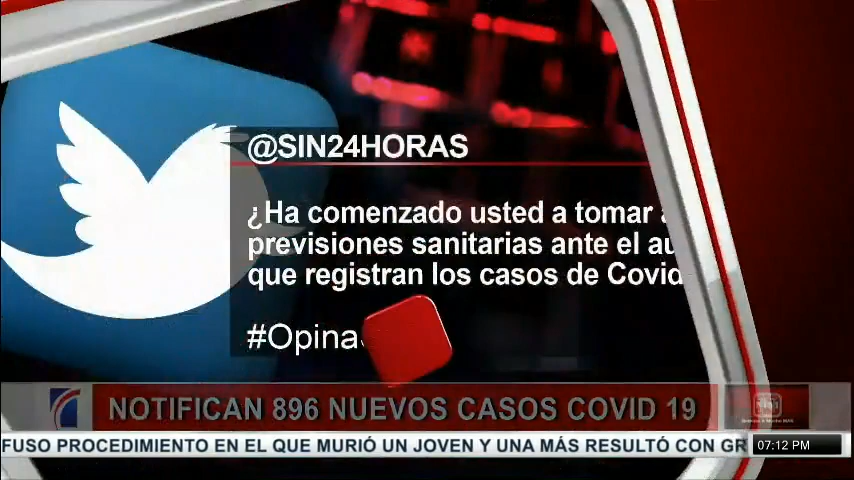 @SIN24HORAS
¿Ha comenzado usted a tomar
previsiones sanitarias ante el
que registran los casos de Covid
#Opina
NOTIFICAN 896 NUEVOS CASOS COVID 19
FUSO PROCEDIMIENTO EN EL QUE MURIÓ UN JOVEN Y UNA MÁS RESULTÓ CON GR
07:12 PM